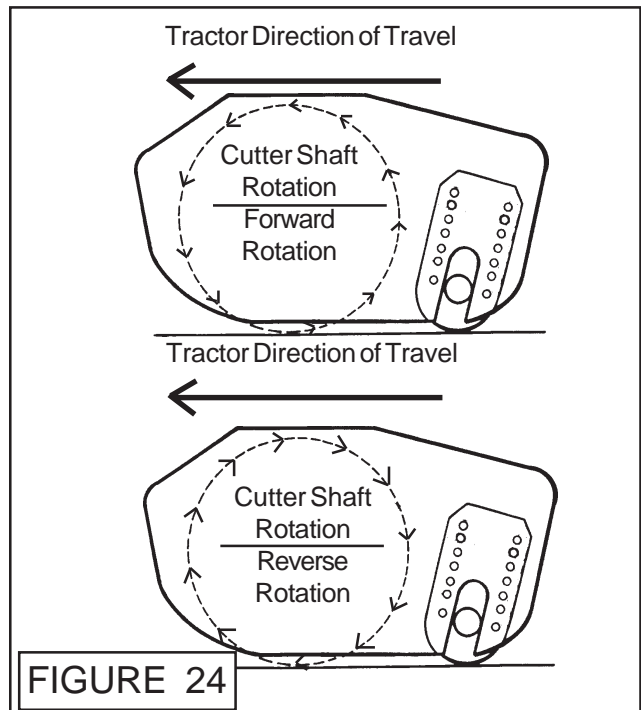 Tractor Direction of Travel
Cutter Shaft
Rotation
Forward
Rotation
Tractor Direction of Travel
Cutter Shaft
Rotation
Reverse
Rotation
FIGURE 24